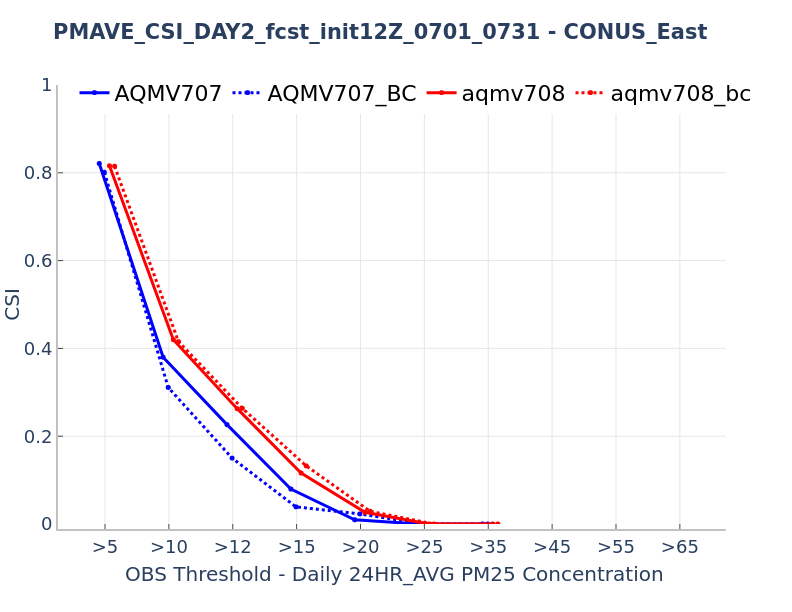 PMAVE_CSI_DAY2_fcst_init12Z_0701_0731 - CONUS_East
AQMV707 AQMV707_BC aqmv708 aqmv708_bc
1
0.8
0.6
0.4
0.2
0
CSI
>5 >10 >12 >15 >20 >25 >35 >45 >55 >65
OBS Threshold - Daily 24HR_AVG PM25 Concentration